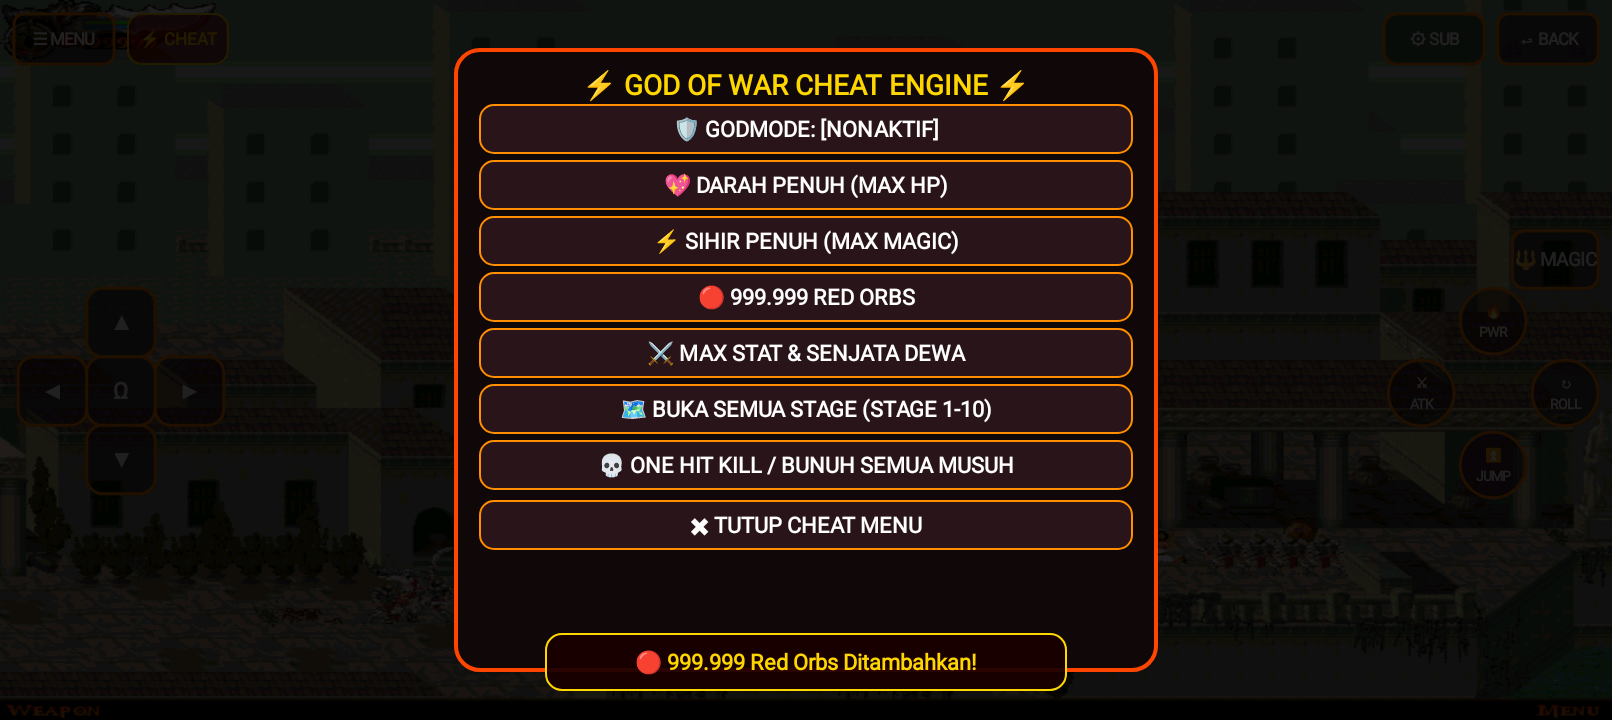 ☰ MENU
⚡ CHEAT
⚙ SUB
⤶ BACK
⚡ GOD OF WAR CHEAT ENGINE ⚡
🛡️ GODMODE: [NONAKTIF]
💖 DARAH PENUH (MAX HP)
⚡ SIHIR PENUH (MAX MAGIC)
🔴 999.999 RED ORBS
⚔️ MAX STAT & SENJATA DEWA
🗺️ BUKA SEMUA STAGE (STAGE 1-10)
💀 ONE HIT KILL / BUNUH SEMUA MUSUH
✖ TUTUP CHEAT MENU
🔱 MAGIC
🔥 PWR
▲
◀ Ω ▶
▼
⚔ ATK
↻ ROLL
JUMP
🔴 999.999 Red Orbs Ditambahkan!
WEAPON
MENU